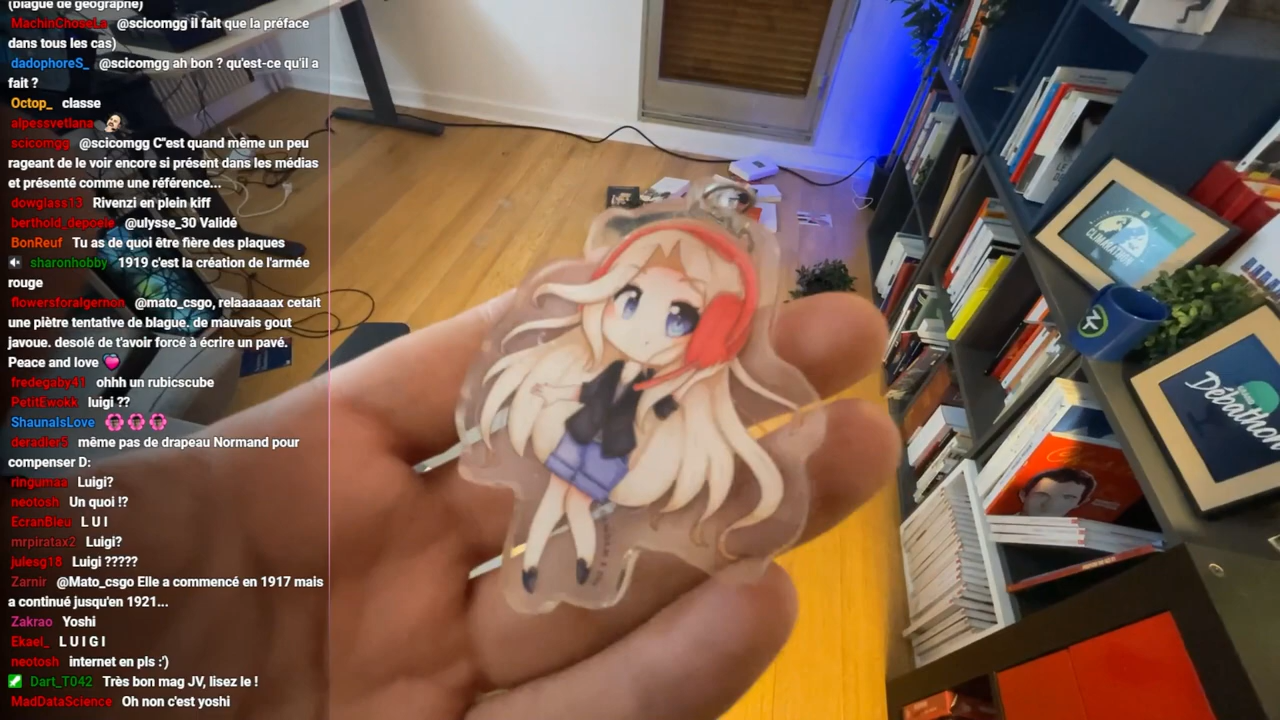 (blague de géographe)
MachinChoseLa @scicomgg il fait que la préface
dans tous les cas)
dadophoreS_ @scicomgg ah bon ? qu'est-ce qu'il a
fait ?
Octop_ classe
alpessvetlana
scicomgg @scicomgg C"est quand même un peu
rageant de le voir encore si présent dans les médias
et présenté comme une référence...
dowglass13 Rivenzi en plein kiff
berthold_depoele @ulysse_30 Validé
BonReuf Tu as de quoi être fière des plaques
sharonhobby 1919 c'est la création de l'armée
rouge
flowersforalgernon @mato_csgo, relaaaaaax cetait
une piètre tentative de blague. de mauvais gout
javoue. desolé de t'avoir forcé à écrire un pavé.
Peace and love
fredegaby41 ohhh un rubicscube
PetitEwokk luigi ??
ShaunaIsLove
deradler5 même pas de drapeau Normand pour
compenser D:
ringumaa Luigi?
neotosh Un quoi !?
EcranBleu L U I
mrpiratax2 Luigi?
julesg18 Luigi ?????
Zarnir @Mato_csgo Elle a commencé en 1917 mais
a continué jusqu'en 1921...
Zakrao Yoshi
Ekael_ L U I G I
neotosh internet en pls :')
Dart_T042 Très bon mag JV, lisez le !
MadDataScience Oh non c'est yoshi
CLIMARATHON
Débathon